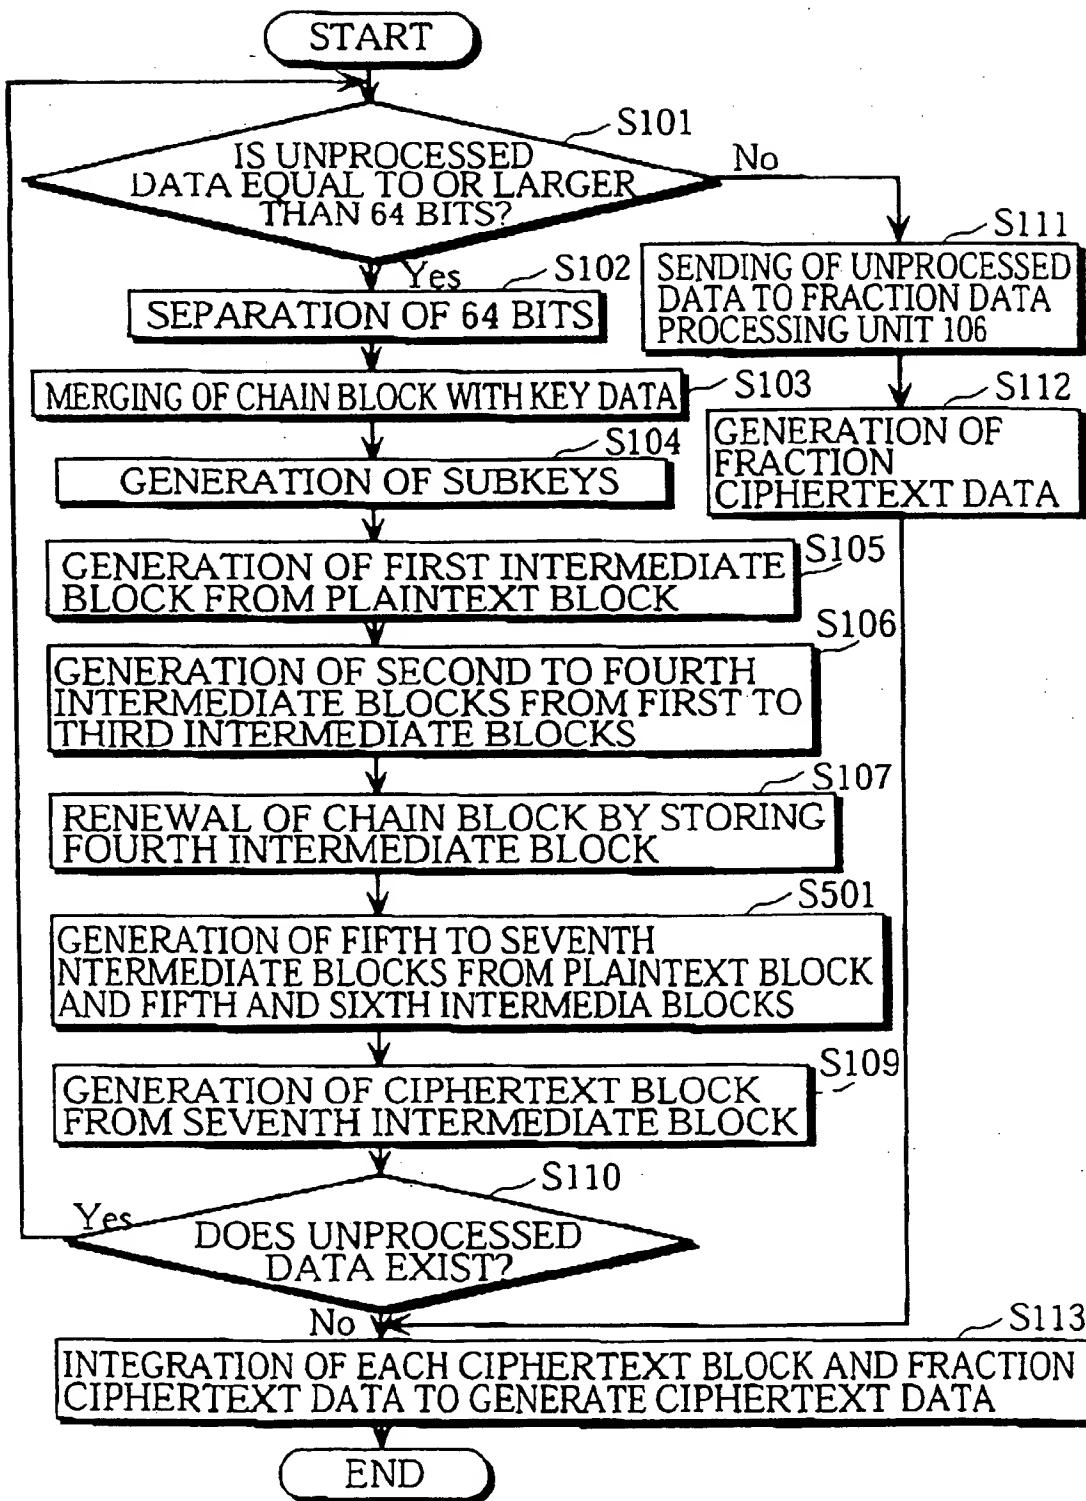 START
S101
IS UNPROCESSED
DATA EQUAL TO OR LARGER
THAN 64 BITS?
No
Yes
S102
SEPARATION OF 64 BITS
S103
MERGING OF CHAIN BLOCK WITH KEY DATA
S104
GENERATION OF SUBKEYS
S105
GENERATION OF FIRST INTERMEDIATE
BLOCK FROM PLAINTEXT BLOCK
S106
GENERATION OF SECOND TO FOURTH
INTERMEDIATE BLOCKS FROM FIRST TO
THIRD INTERMEDIATE BLOCKS
S107
RENEWAL OF CHAIN BLOCK BY STORING
FOURTH INTERMEDIATE BLOCK
S501
GENERATION OF FIFTH TO SEVENTH
NTERMEDIATE BLOCKS FROM PLAINTEXT BLOCK
AND FIFTH AND SIXTH INTERMEDIA BLOCKS
S109
GENERATION OF CIPHERTEXT BLOCK
FROM SEVENTH INTERMEDIATE BLOCK
S110
Yes
DOES UNPROCESSED
DATA EXIST?
No
S111
SENDING OF UNPROCESSED
DATA TO FRACTION DATA
PROCESSING UNIT 106
S112
GENERATION OF
FRACTION
CIPHERTEXT DATA
S113
INTEGRATION OF EACH CIPHERTEXT BLOCK AND FRACTION
CIPHERTEXT DATA TO GENERATE CIPHERTEXT DATA
END